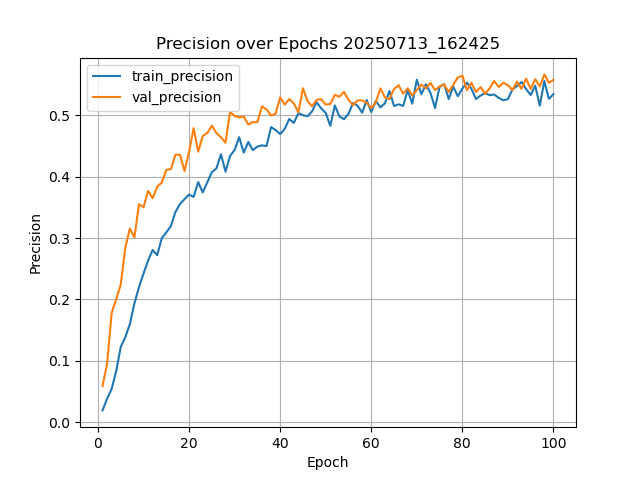 Precision over Epochs 20250713_162425
train_precision
val_precision
0.5
0.4
0.3
0.2
0.1
0.0
Precision
0 20 40 60 80 100
Epoch